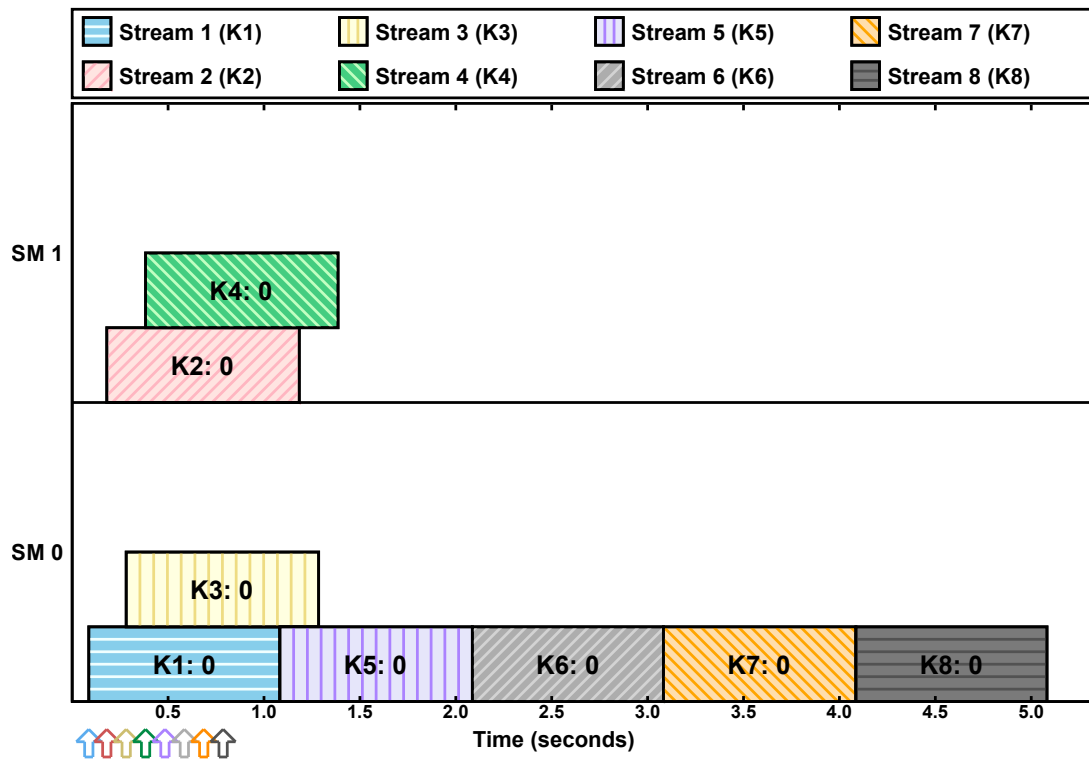 Stream 1 (K1) Stream 3 (K3) Stream 5 (K5) Stream 7 (K7)
Stream 2 (K2) Stream 4 (K4) Stream 6 (K6) Stream 8 (K8)
SM 1
K4: 0
K2: 0
SM 0
K3: 0
K1: 0 K5: 0 K6: 0 K7: 0 K8: 0
0.5 1.0 1.5 2.0 2.5 3.0 3.5 4.0 4.5 5.0
Time (seconds)